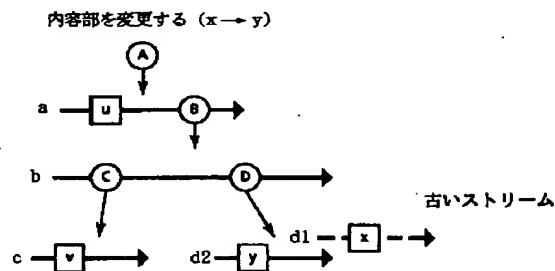 内容部を変更する (x → y)
A
a u B
b C D
古いストリーム
d1 x
c v d2 y